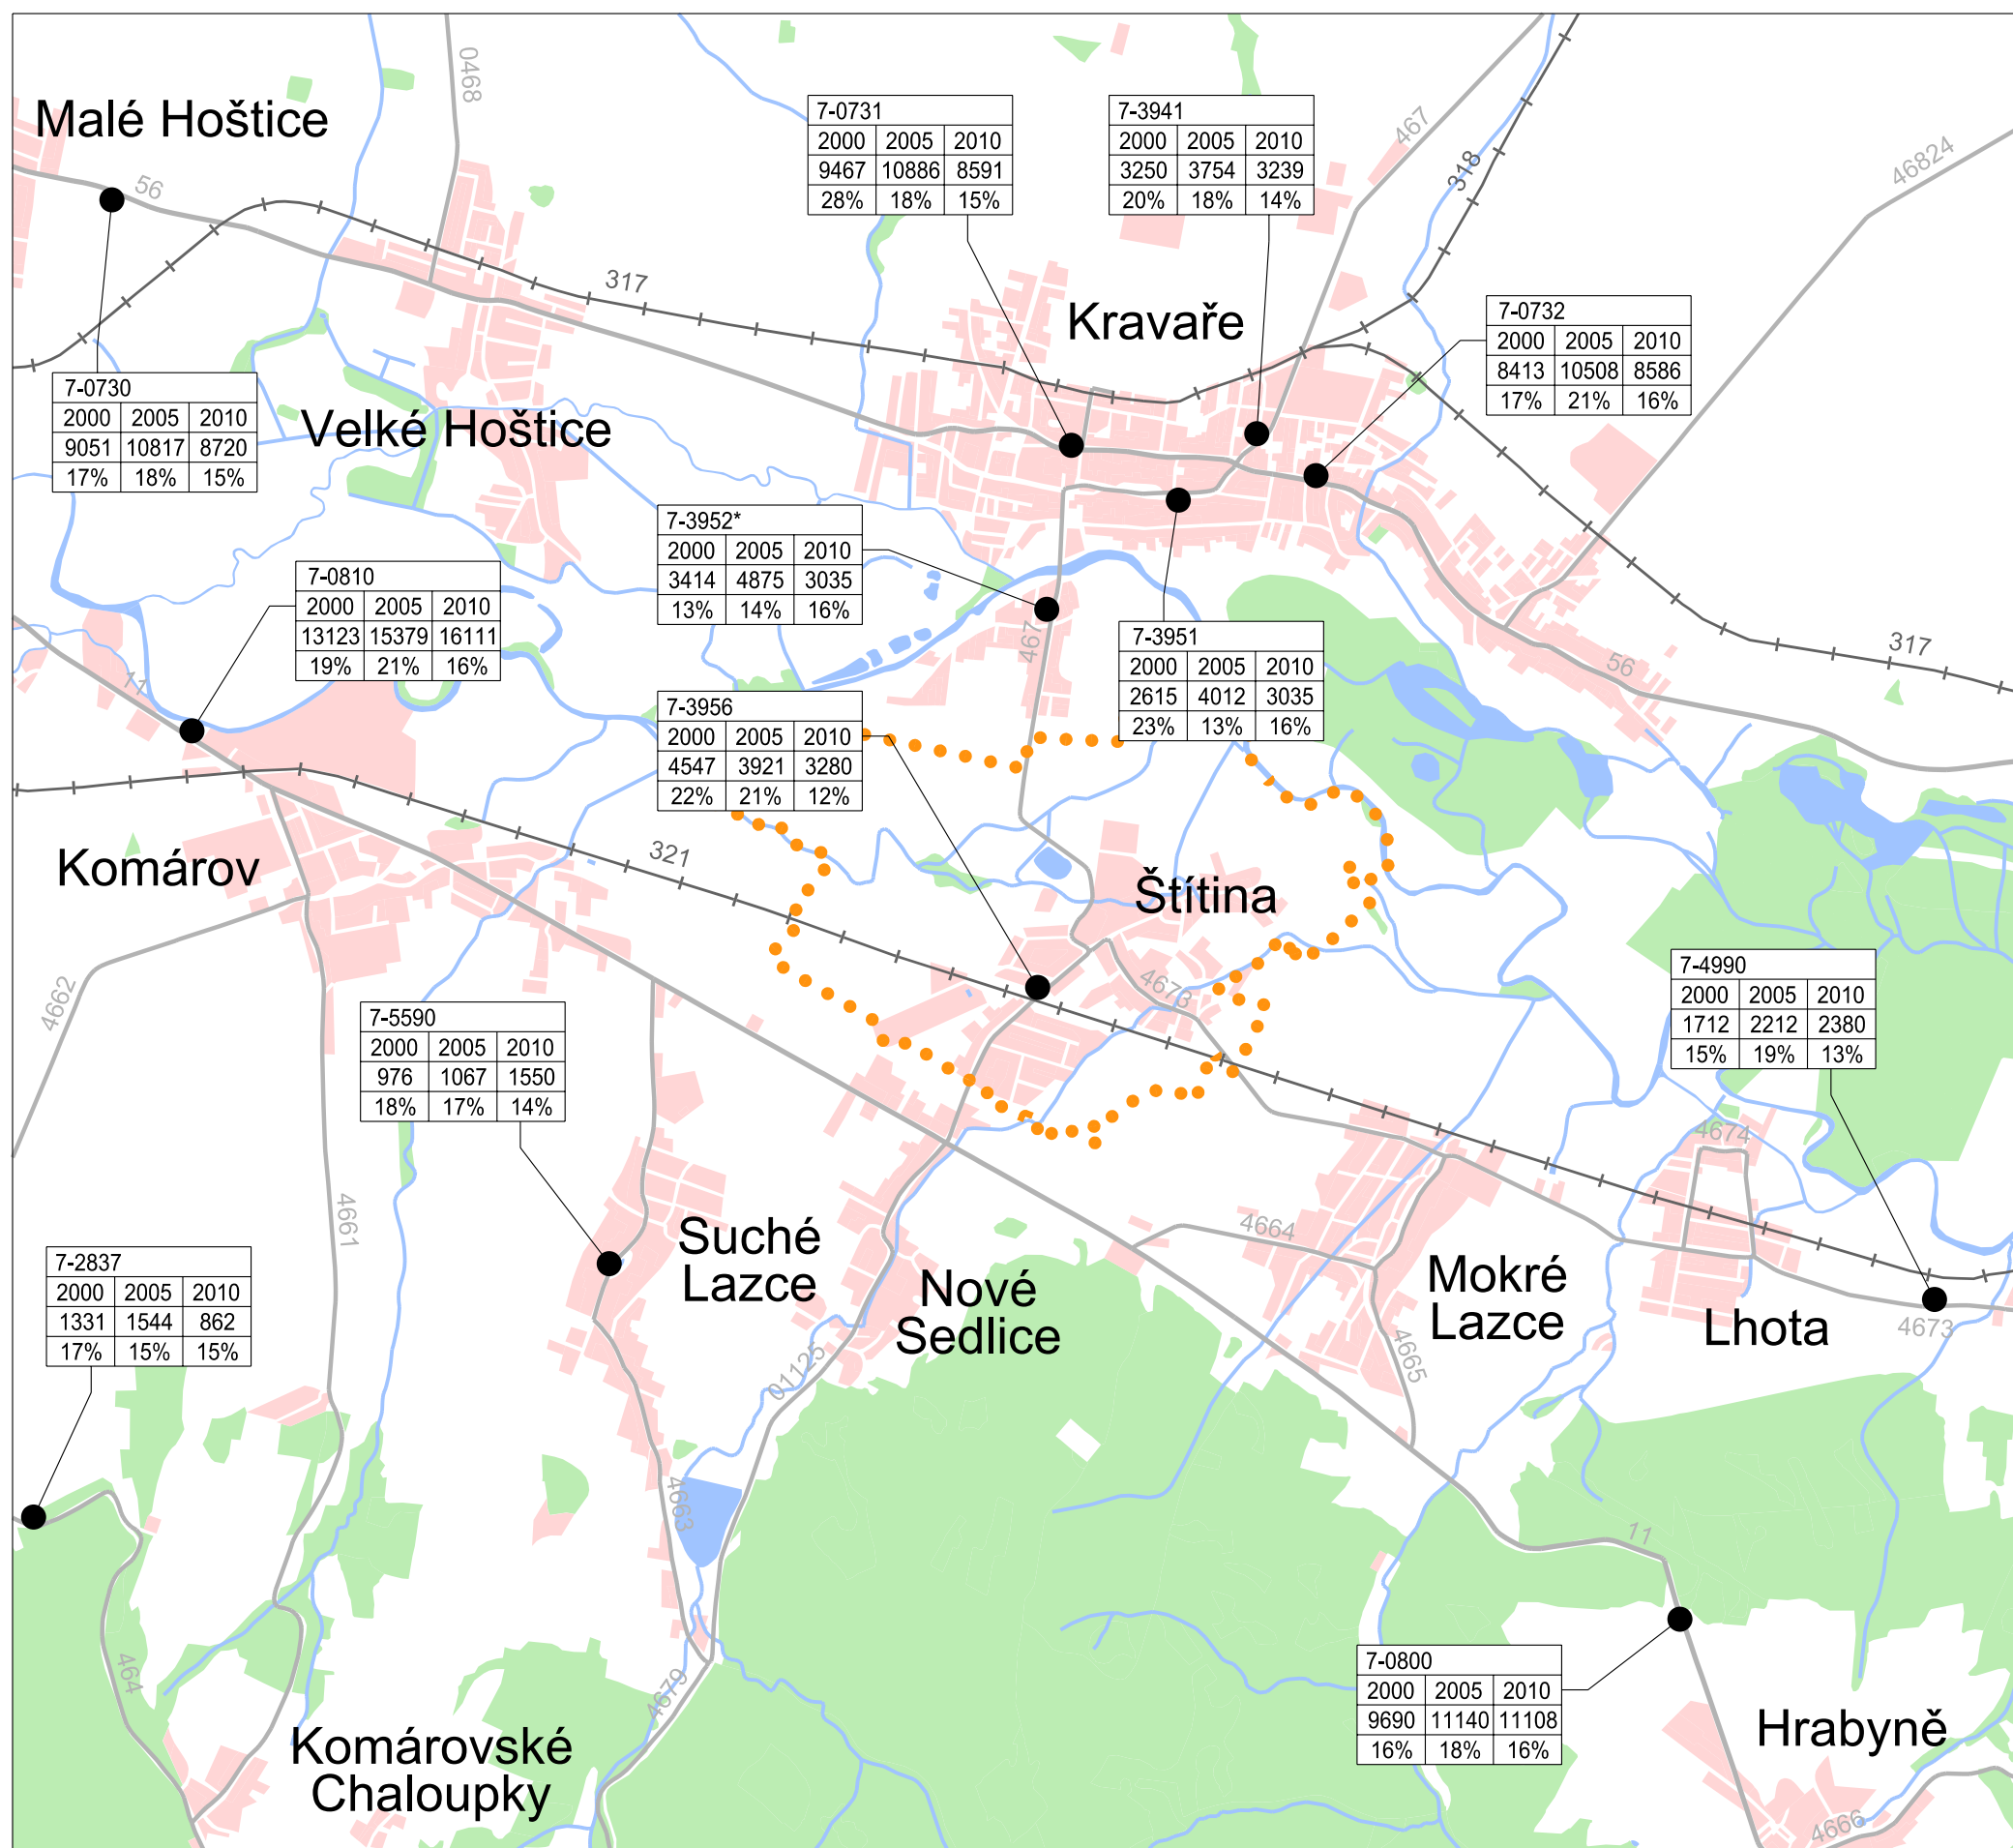 0468
Malé Hoštice
56
7-0731
2000 2005 2010
9467 10886 8591
28% 18% 15%
7-3941
2000 2005 2010
3250 3754 3239
20% 18% 14%
467
318
46824
317
Kravaře
7-0732
2000 2005 2010
8413 10508 8586
17% 21% 16%
7-0730
2000 2005 2010
9051 10817 8720
17% 18% 15%
Velké Hoštice
7-3952*
2000 2005 2010
3414 4875 3035
13% 14% 16%
7-0810
2000 2005 2010
13123 15379 16111
19% 21% 16%
467
7-3951
2000 2005 2010
2615 4012 3035
23% 13% 16%
56
317
11
7-3956
2000 2005 2010
4547 3921 3280
22% 21% 12%
Komárov
321
Štítina
4662
4673
7-4990
2000 2005 2010
1712 2212 2380
15% 19% 13%
7-5590
2000 2005 2010
976 1067 1550
18% 17% 14%
4674
4661
Suché
Lazce
4664
Nové
Sedlice
Mokré
Lazce
Lhota
4673
7-2837
2000 2005 2010
1331 1544 862
17% 15% 15%
01125
4665
4663
11
464
4679
7-0800
2000 2005 2010
9690 11140 11108
16% 18% 16%
Hrabyně
Komárovské
Chaloupky
4666